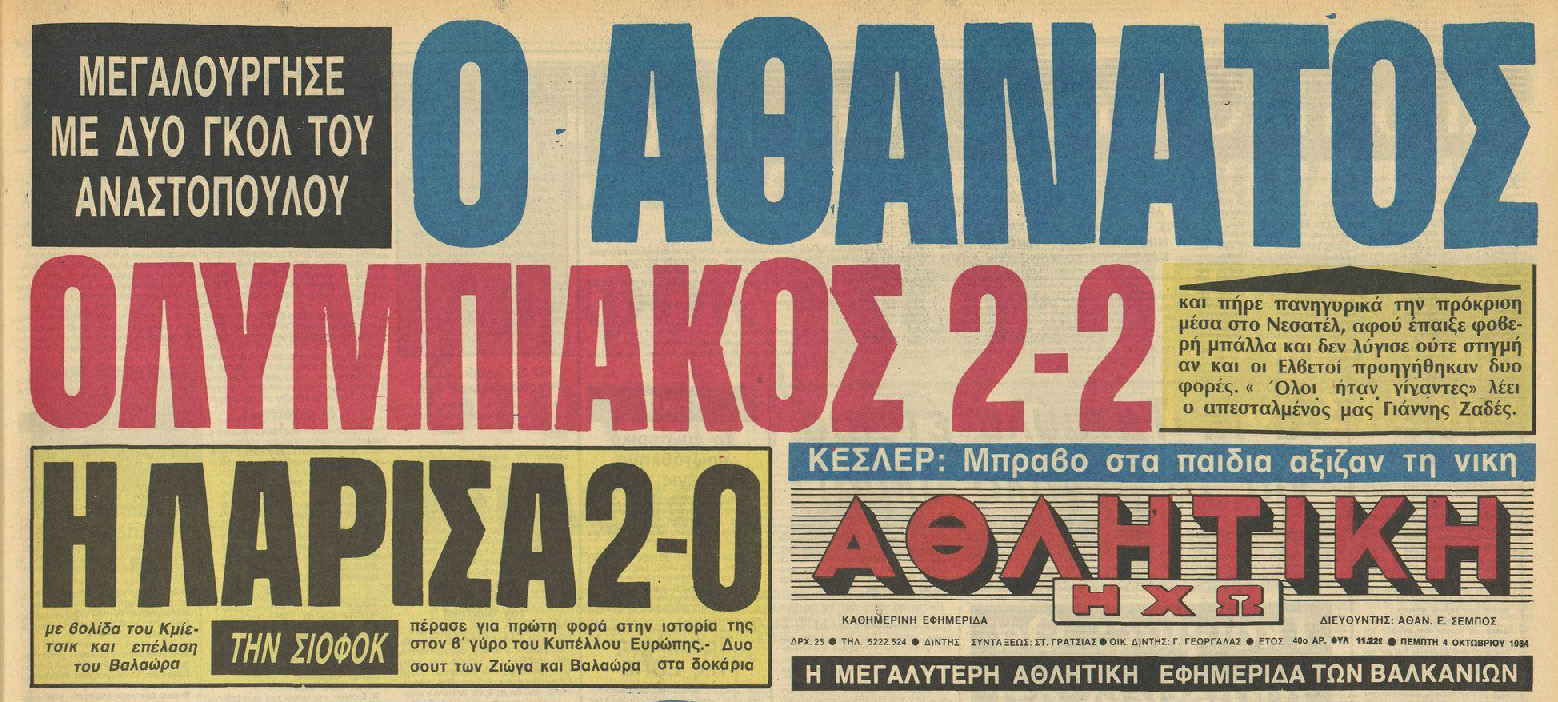 ΜΕΓΑΛΟΥΡΓΗΣΕ
ΜΕ ΔΥΟ ΓΚΟΛ ΤΟΥ
ΑΝΑΣΤΟΠΟΥΛΟΥ
Ο ΑΘΑΝΑΤΟΣ
ΟΛΥΜΠΙΑΚΟΣ 2-2
και πήρε πανηγυρικά την πρόκριση
μέσα στο Νεσατέλ, αφού έπαιξε φοβε-
ρή μπάλλα και δεν λύγισε ούτε στιγμή
αν και οι Ελβετοί προηγήθηκαν δυο
φορές. « Όλοι ήταν γίγαντες» λέει
ο απεσταλμένος μας Γιάννης Ζαδές.
Η ΛΑΡΙΣΑ 2-0
με βολίδα του Κμίε-
τσικ και επέλαση
του Βαλαώρα
ΤΗΝ ΣΙΟΦΟΚ
πέρασε για πρώτη φορά στην ιστορία της
στον β' γύρο του Κυπέλλου Ευρώπης.- Δυο
σουτ των Ζιώγα και Βαλαώρα στα δοκάρια
ΚΕΣΛΕΡ: Μπραβο στα παιδια αξιζαν τη νικη
ΑΘΛΗΤΙΚΗ
ΗΧΩ
ΚΑΘΗΜΕΡΙΝΗ ΕΦΗΜΕΡΙΔΑ
ΔΙΕΥΘΥΝΤΗΣ: ΑΘΑΝ. Ε. ΣΕΜΠΟΣ
ΔΡΧ. 25 ● ΤΗΛ. 5222.524 ● ΔΙΝΤΗΣ ΣΥΝΤΑΞΕΩΣ: ΣΤ. ΓΡΑΤΣΙΑΣ ● ΟΙΚ. Δ/ΝΤΗΣ: Γ. ΓΕΩΡΓΑΛΑΣ ● ΕΤΟΣ 40ο ΑΡ. ΦΥΛ 11.229 ● ΠΕΜΠΤΗ 4 ΟΚΤΩΒΡΙΟΥ 1984
Η ΜΕΓΑΛΥΤΕΡΗ ΑΘΛΗΤΙΚΗ ΕΦΗΜΕΡΙΔΑ ΤΩΝ ΒΑΛΚΑΝΙΩΝ